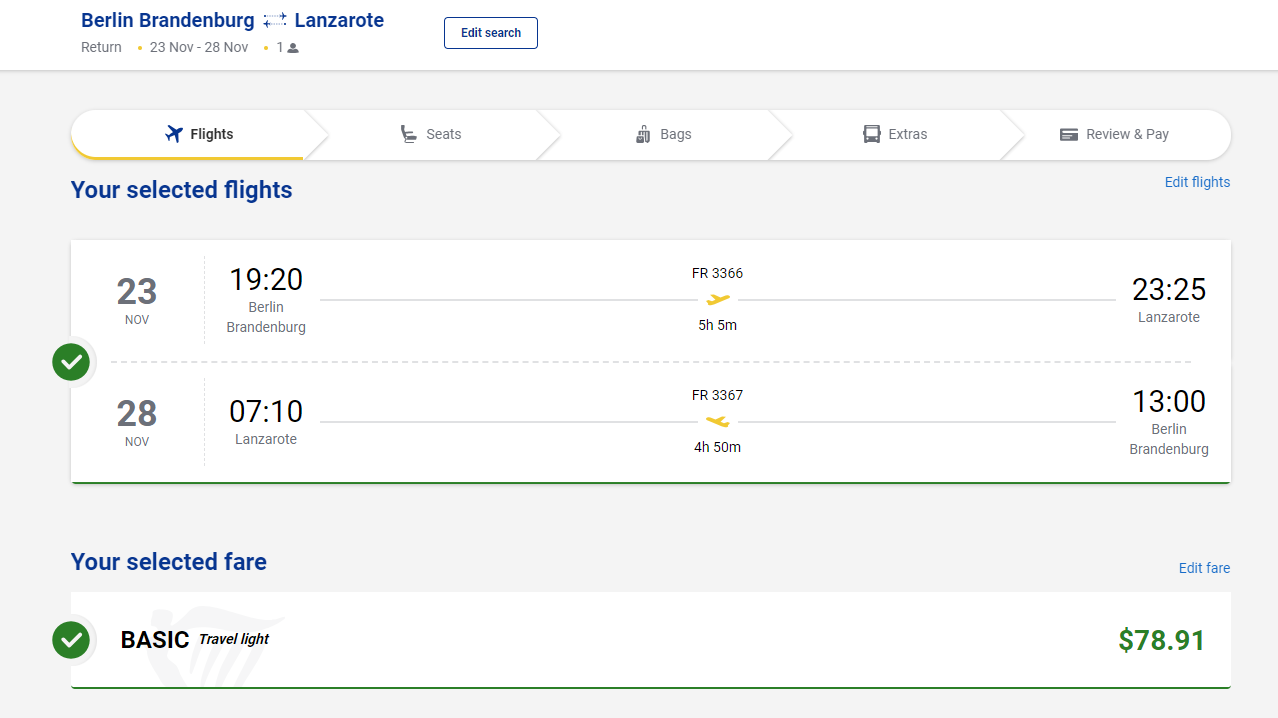 Berlin Brandenburg Lanzarote
Return • 23 Nov - 28 Nov • 1
Edit search
Flights
Seats
Bags
Extras
Review & Pay
Your selected flights
Edit flights
23
NOV
19:20
Berlin
Brandenburg
FR 3366
5h 5m
23:25
Lanzarote
28
NOV
07:10
Lanzarote
FR 3367
4h 50m
13:00
Berlin
Brandenburg
Your selected fare
Edit fare
BASIC Travel light
$78.91